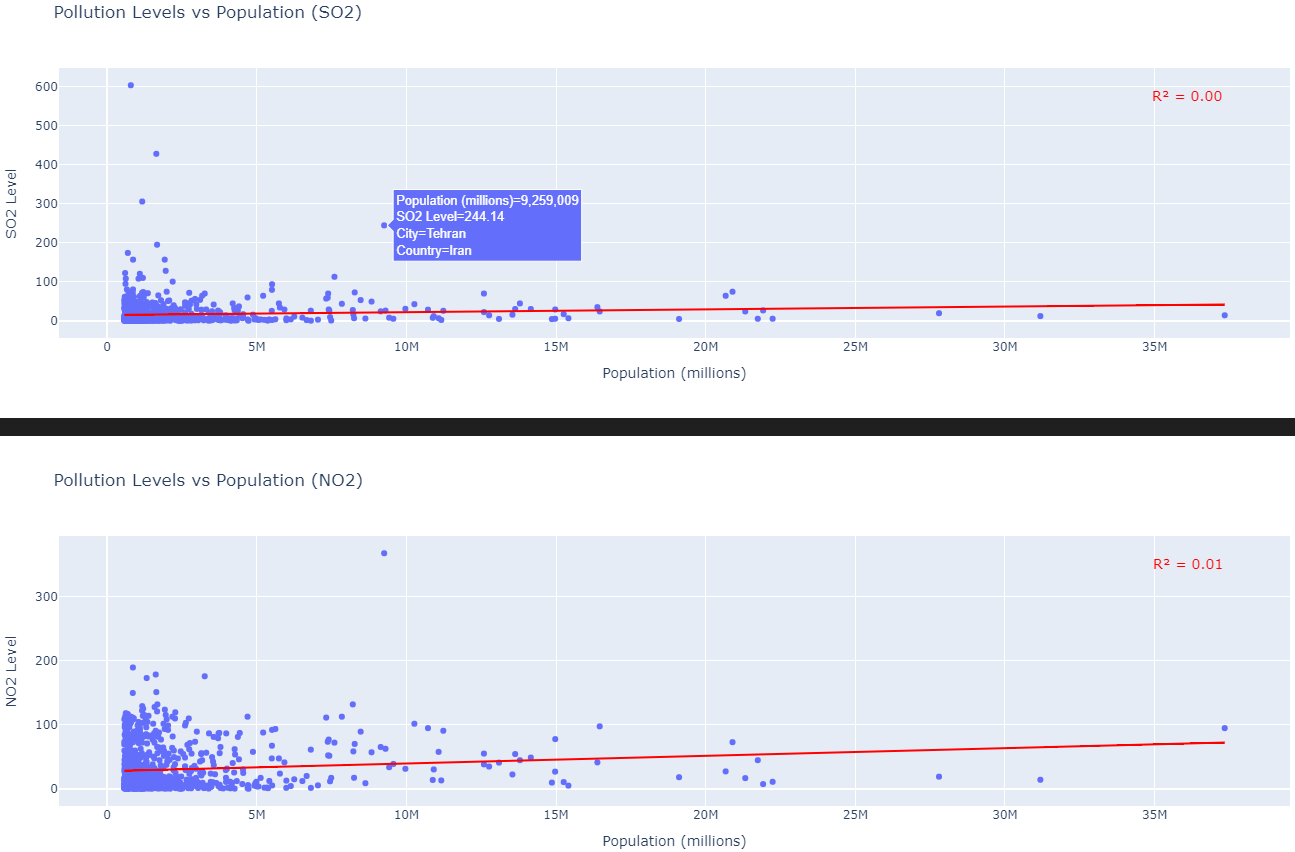 Pollution Levels vs Population (SO2)
600
500
400
300
200
100
0
SO2 Level
R² = 0.00
Population (millions)=9,259,009
SO2 Level=244.14
City=Tehran
Country=Iran
0 5M 10M 15M 20M 25M 30M 35M
Population (millions)
Pollution Levels vs Population (NO2)
300
200
100
0
NO2 Level
R² = 0.01
0 5M 10M 15M 20M 25M 30M 35M
Population (millions)